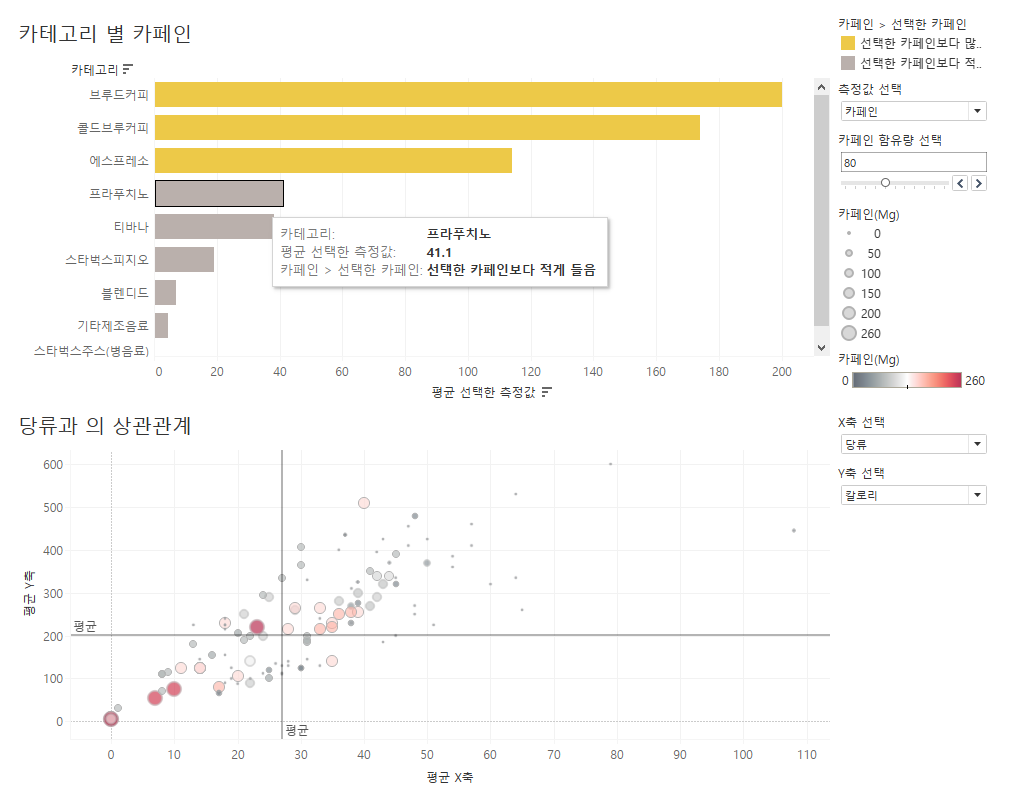 카테고리 별 카페인
카테고리
브루드커피
콜드브루커피
에스프레소
프라푸치노
티바나
스타벅스피지오
블렌디드
기타제조음료
스타벅스주스(병음료)
0 20 40 60 80 100 120 140 160 180 200
평균 선택한 측정값
카테고리: 프라푸치노
평균 선택한 측정값: 41.1
카페인 > 선택한 카페인: 선택한 카페인보다 적게 들음
카페인 > 선택한 카페인
선택한 카페인보다 많..
선택한 카페인보다 적..
측정값 선택
카페인
카페인 함유량 선택
80
카페인(Mg)
0
50
100
150
200
260
카페인(Mg)
0 260
X축 선택
당류
Y축 선택
칼로리
당류과 의 상관관계
평균 Y축
600
500
400
300
200
100
0
평균
평균
0 10 20 30 40 50 60 70 80 90 100 110
평균 X축